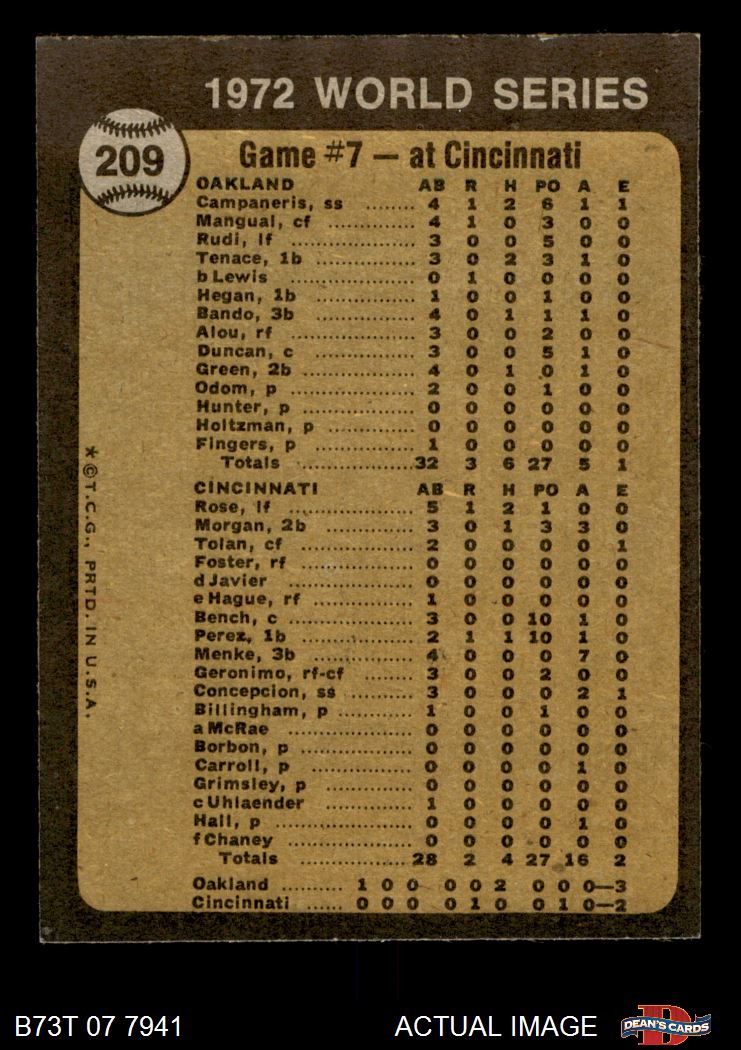 1972 WORLD SERIES
209
Game #7 — at Cincinnati
OAKLAND AB R H PO A E
Campaneris, ss ........ 4 1 2 6 1 1
Mangual, cf ............... 4 1 0 3 0 0
Rudi, lf ..................... 3 0 0 5 0 0
Tenace, 1b ................. 3 0 2 3 1 0
b Lewis ..................... 0 1 0 0 0 0
Hegan, 1b ................. 1 0 0 1 0 0
Bando, 3b ................. 4 0 1 1 1 0
Alou, rf ..................... 3 0 0 2 0 0
Duncan, c ................. 3 0 0 5 1 0
Green, 2b ................... 4 0 1 0 1 0
Odom, p ..................... 2 0 0 1 0 0
Hunter, p ................... 0 0 0 0 0 0
Holtzman, p ............... 0 0 0 0 0 0
Fingers, p ................. 1 0 0 0 0 0
Totals ....................32 3 6 27 5 1
CINCINNATI AB R H PO A E
Rose, lf ..................... 5 1 2 1 0 0
Morgan, 2b ............... 3 0 1 3 3 0
Tolan, cf ................... 2 0 0 0 0 1
Foster, rf ................... 0 0 0 0 0 0
d Javier ..................... 0 0 0 0 0 0
e Hague, rf ................. 1 0 0 0 0 0
Bench, c ................... 3 0 0 10 1 0
Perez, 1b ................... 2 1 1 10 1 0
Menke, 3b ................. 4 0 0 0 7 0
Geronimo, rf-cf ........ 3 0 0 2 0 0
Concepcion, ss .......... 3 0 0 0 2 1
Billingham, p ............ 1 0 0 1 0 0
a McRae ................... 0 0 0 0 0 0
Borbon, p ................. 0 0 0 0 0 0
Carroll, p ................. 0 0 0 0 1 0
Grimsley, p ............... 0 0 0 0 0 0
c Uhlaender ............... 1 0 0 0 0 0
Hall, p ..................... 0 0 0 0 1 0
f Chaney ................... 0 0 0 0 0 0
Totals ....................28 2 4 27 16 2
Oakland .......... 1 0 0 0 0 2 0 0 0—3
Cincinnati ...... 0 0 0 0 1 0 0 1 0—2
*©T.C.G., PRTD. IN U.S.A.
B73T 07 7941
ACTUAL IMAGE
D
DEAN'S CARDS